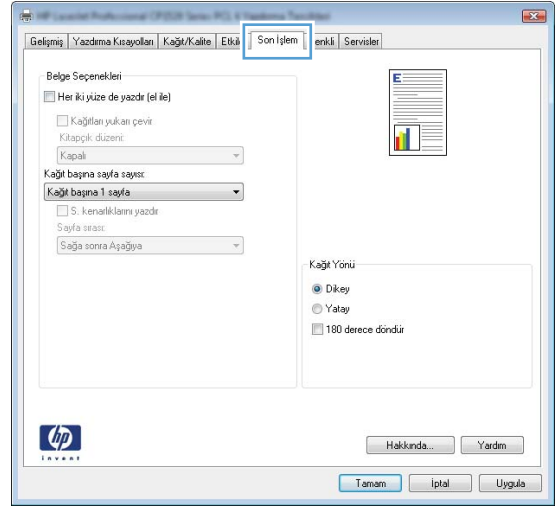 Gelişmiş Yazdırma Kısayolları Kağıt/Kalite Etkil Son İşlem enkli Servisler
Belge Seçenekleri
Her iki yüze de yazdır (el ile)
Kağıtları yukarı çevir
Kitapçık düzeni:
Kapalı
Kağıt başına sayfa sayısı:
Kağıt başına 1 sayfa
S. kenarlıklarını yazdır
Sayfa sırası:
Sağa sonra Aşağıya
E
Kağıt Yönü
Dikey
Yatay
180 derece döndür
hp
invent
Hakkında... Yardım
Tamam İptal Uygula